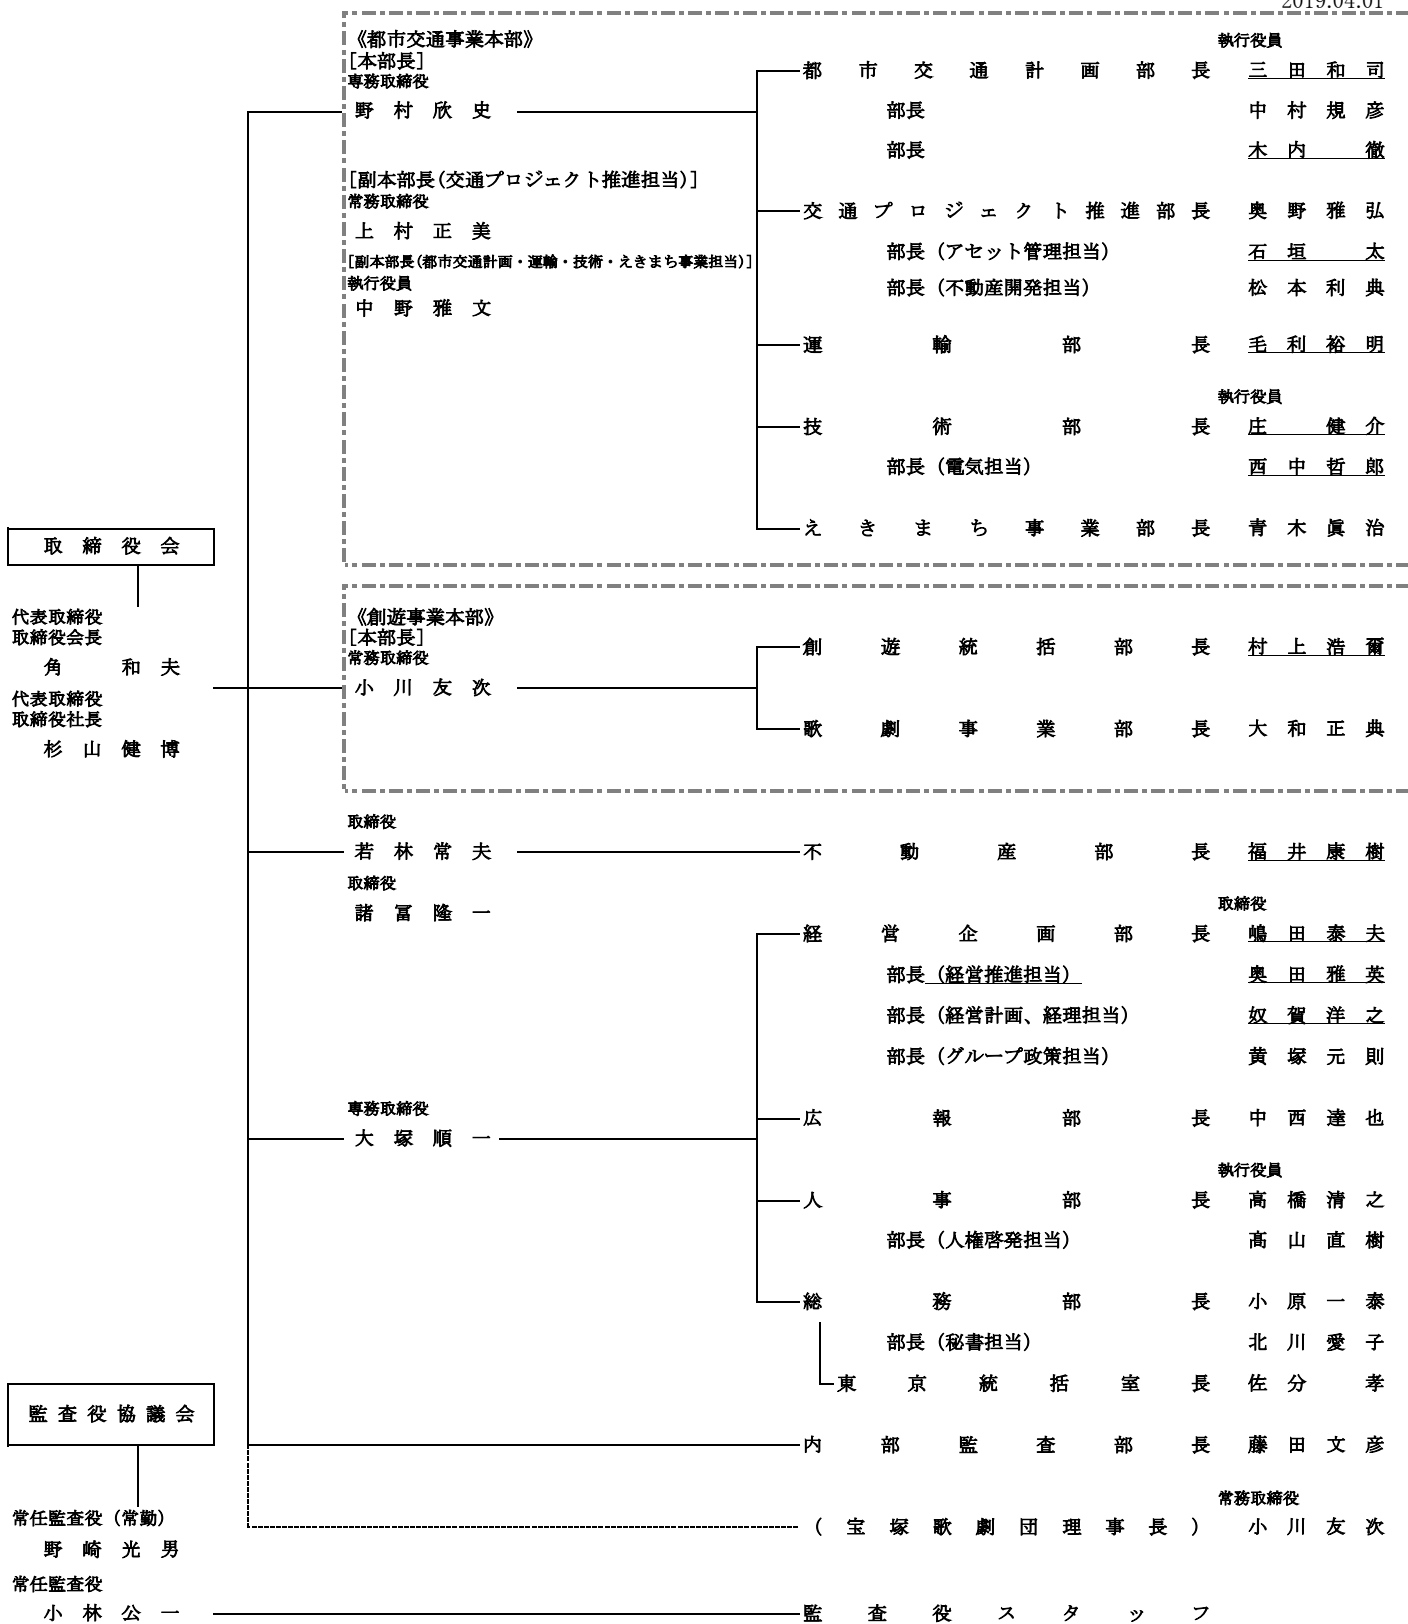 2019.04.01
《都市交通事業本部》
[本部長]
専務取締役
野村欣史
[副本部長(交通プロジェクト推進担当)]
常務取締役
上村正美
[副本部長(都市交通計画・運輸・技術・えきまち事業担当)]
執行役員
中野雅文
執行役員
都市交通計画部長 三田和司
部長 中村規彦
部長 木内 徹
交通プロジェクト推進部長 奥野雅弘
部長(アセット管理担当) 石垣 太
部長(不動産開発担当) 松本利典
運輸部長 毛利裕明
執行役員
技術部長 庄 健介
部長(電気担当) 西中哲郎
えきまち事業部長 青木眞治
取締役会
代表取締役
取締役会長
角 和夫
代表取締役
取締役社長
杉山健博
《創遊事業本部》
[本部長]
常務取締役
小川友次
創遊統括部長 村上浩爾
歌劇事業部長 大和正典
取締役
若林常夫
不動産部長 福井康樹
取締役
諸冨隆一
取締役
経営企画部長 嶋田泰夫
部長(経営推進担当) 奥田雅英
部長(経営計画、経理担当) 奴賀洋之
部長(グループ政策担当) 黄塚元則
専務取締役
大塚順一
広報部長 中西達也
執行役員
人事部長 高橋清之
部長(人権啓発担当) 髙山直樹
総務部長 小原一泰
部長(秘書担当) 北川愛子
東京統括室長 佐分 孝
監査役協議会
内部監査部長 藤田文彦
常任監査役(常勤)
野崎光男
常務取締役
(宝塚歌劇団理事長) 小川友次
常任監査役
小林公一
監査役スタッフ